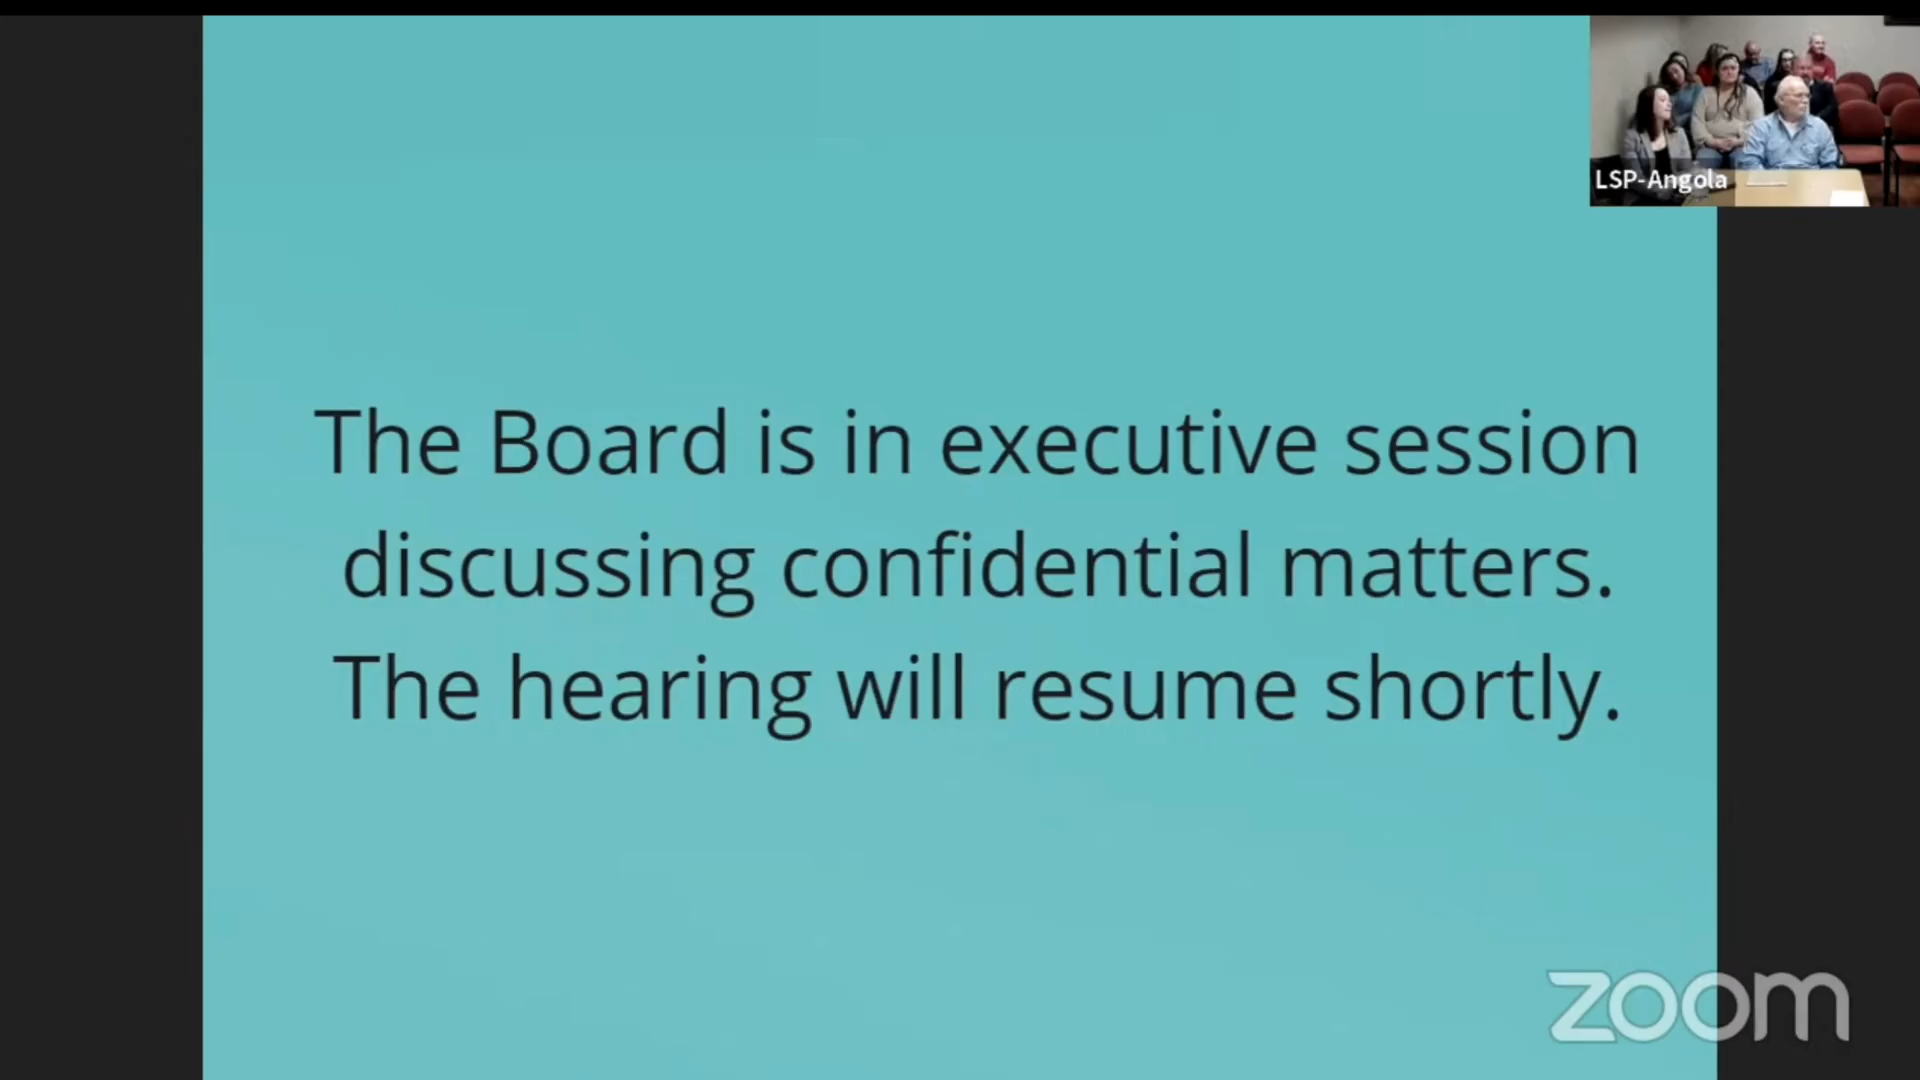 LSP-Angola
The Board is in executive session
discussing confidential matters.
The hearing will resume shortly.
zoom